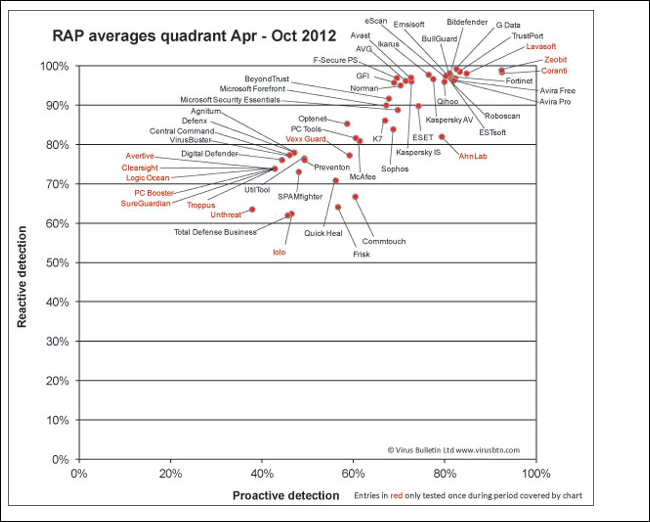 RAP averages quadrant Apr - Oct 2012
eScan
Emsisoft
Bitdefender
G Data
BullGuard
TrustPort
Avast
Ikarus
Lavasoft
AVG
Zeobit
F-Secure PS
Coranti
GFI
Norman
Fortinet
BeyondTrust
Avira Free
Microsoft Forefront
Avira Pro
Microsoft Security Essentials
Qihoo
Roboscan
Agnitum
Optenet
Kaspersky AV
Defenx
ESTsoft
Central Command
PC Tools
VirusBuster
Vexx Guard
K7
ESET
Digital Defender
Kaspersky IS
AhnLab
Avertive
Clearsight
Preventon
Sophos
Logic Ocean
McAfee
PC Booster
UtilTool
SureGuardian
Troppus
SPAMfighter
Unthreat
Total Defense Business
Quick Heal
Commtouch
Iolo
Frisk
100%
90%
80%
70%
60%
50%
40%
30%
20%
10%
0%
Reactive detection
© Virus Bulletin Ltd www.virusbtn.com
0%
20%
40%
60%
80%
100%
Proactive detection
Entries in red only tested once during period covered by chart